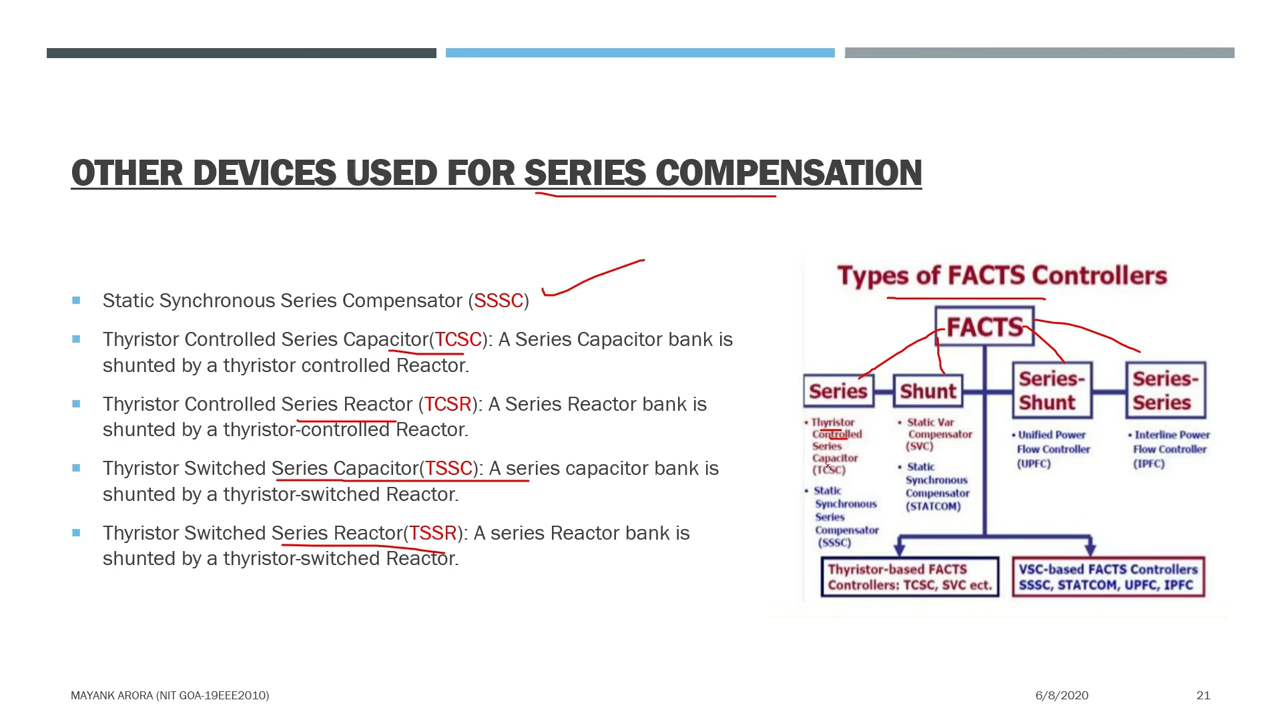 OTHER DEVICES USED FOR SERIES COMPENSATION
Static Synchronous Series Compensator (SSSC)
Thyristor Controlled Series Capacitor(TCSC): A Series Capacitor bank is
shunted by a thyristor controlled Reactor.
Thyristor Controlled Series Reactor (TCSR): A Series Reactor bank is
shunted by a thyristor-controlled Reactor.
Thyristor Switched Series Capacitor(TSSC): A series capacitor bank is
shunted by a thyristor-switched Reactor.
Thyristor Switched Series Reactor(TSSR): A series Reactor bank is
shunted by a thyristor-switched Reactor.
Types of FACTS Controllers
FACTS
Series
• Thyristor
Controlled
Series
Capacitor
(TCSC)
• Static
Synchronous
Series
Compensator
(SSSC)
Shunt
• Static Var
Compensator
(SVC)
• Static
Synchronous
Compensator
(STATCOM)
Series-
Shunt
• Unified Power
Flow Controller
(UPFC)
Series-
Series
• Interline Power
Flow Controller
(IPFC)
Thyristor-based FACTS
Controllers: TCSC, SVC ect.
VSC-based FACTS Controllers
SSSC, STATCOM, UPFC, IPFC
MAYANK ARORA (NIT GOA-19EEE2010)
6/8/2020
21